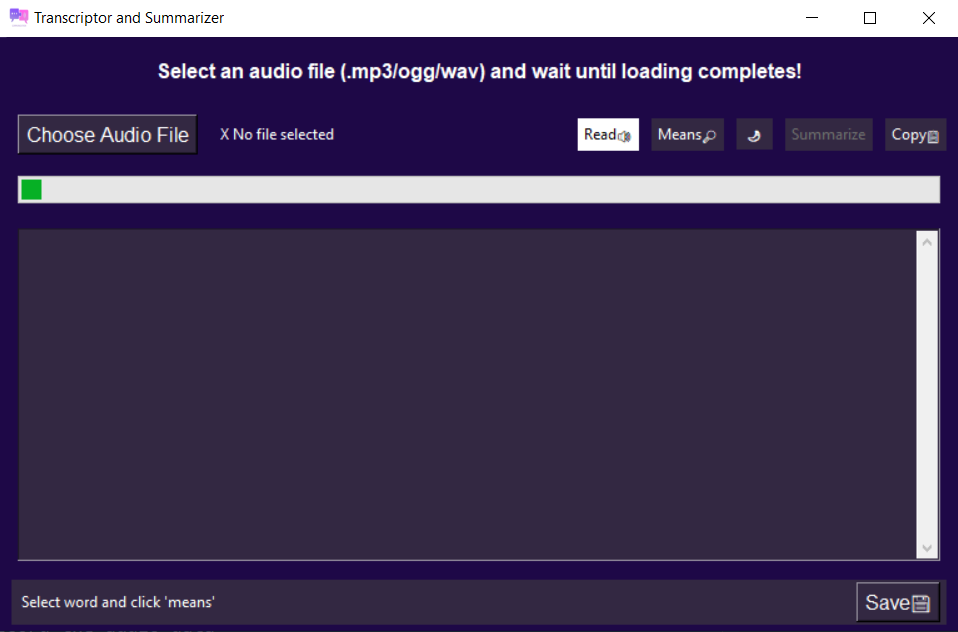 Transcriptor and Summarizer
Select an audio file (.mp3/ogg/wav) and wait until loading completes!
Choose Audio File X No file selected Read Means Summarize Copy
Select word and click 'means' Save